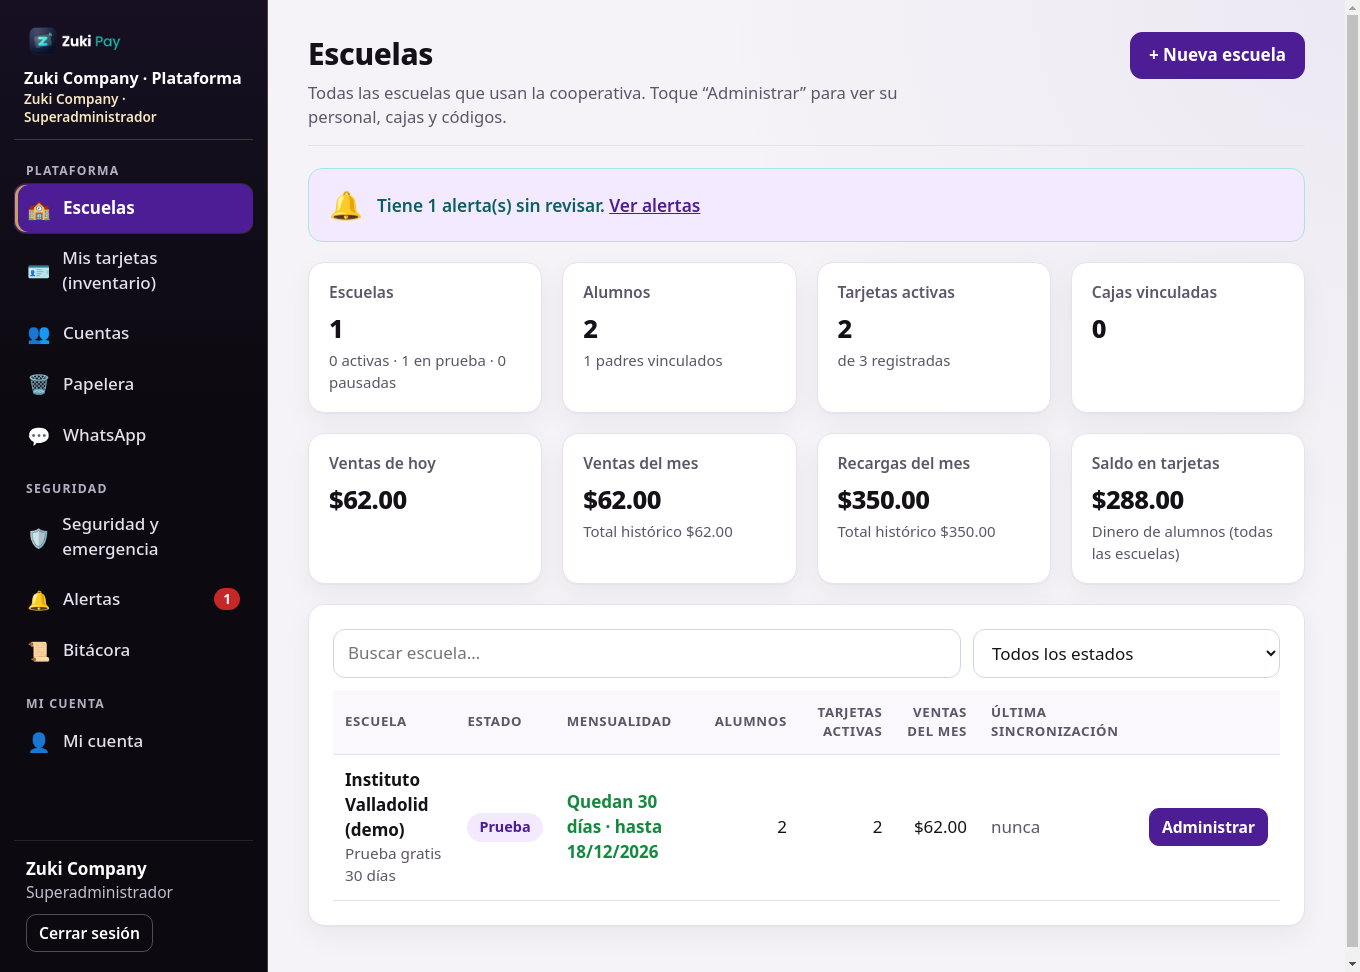 Zuki Pay
Zuki Company · Plataforma
Zuki Company ·
Superadministrador
PLATAFORMA
Escuelas
Mis tarjetas
(inventario)
Cuentas
Papelera
WhatsApp
SEGURIDAD
Seguridad y
emergencia
Alertas 1
Bitácora
MI CUENTA
Mi cuenta
Zuki Company
Superadministrador
Cerrar sesión
Escuelas
+ Nueva escuela
Todas las escuelas que usan la cooperativa. Toque “Administrar” para ver su
personal, cajas y códigos.
Tiene 1 alerta(s) sin revisar. Ver alertas
Escuelas
1
0 activas · 1 en prueba · 0
pausadas
Alumnos
2
1 padres vinculados
Tarjetas activas
2
de 3 registradas
Cajas vinculadas
0
Ventas de hoy
$62.00
Ventas del mes
$62.00
Total histórico $62.00
Recargas del mes
$350.00
Total histórico $350.00
Saldo en tarjetas
$288.00
Dinero de alumnos (todas
las escuelas)
Buscar escuela...
Todos los estados
ESCUELA
ESTADO
MENSUALIDAD
ALUMNOS
TARJETAS
ACTIVAS
VENTAS
DEL MES
ÚLTIMA
SINCRONIZACIÓN
Instituto
Valladolid
(demo)
Prueba gratis
30 días
Prueba
Quedan 30
días · hasta
18/12/2026
2
2
$62.00
nunca
Administrar